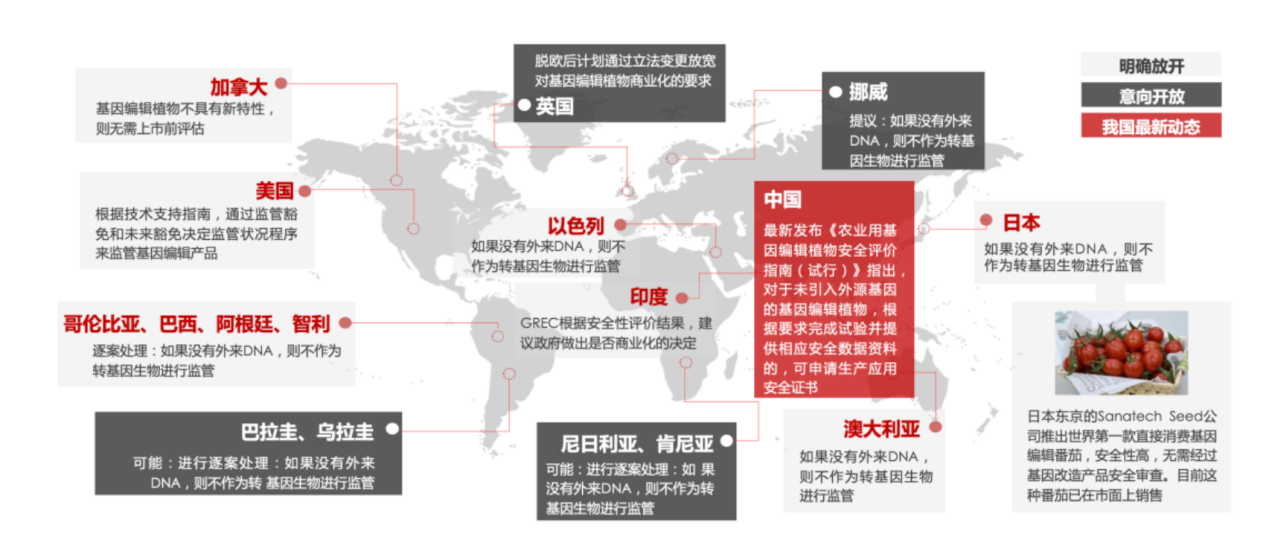 脱欧后计划通过立法变更放宽
对基因编辑植物商业化的要求
英国
明确放开
意向开放
我国最新动态
加拿大
基因编辑植物不具有新特性，
则无需上市前评估
挪威
提议：如果没有外来
DNA，则不作为转基
因生物进行监管
美国
根据技术支持指南，通过监管豁
免和未来豁免决定监管状况程序
来监管基因编辑产品
以色列
如果没有外来DNA，则不
作为转基因生物进行监管
中国
最新发布《农业用基
因编辑植物安全评价
指南（试行）》指出，
对于未引入外源基因
的基因编辑植物，根
据要求完成试验并提
供相应安全数据资料
的，可申请生产应用
安全证书
日本
如果没有外来DNA，则不
作为转基因生物进行监管
印度
GREC根据安全性评价结果，建
议政府做出是否商业化的决定
哥伦比亚、巴西、阿根廷、智利
逐案处理：如果没有外来DNA，则不作为
转基因生物进行监管
日本东京的Sanatech Seed公
司推出世界第一款直接消费基因
编辑番茄，安全性高，无需经过
基因改造产品安全审查。目前这
种番茄已在市面上销售
巴拉圭、乌拉圭
可能：进行逐案处理：如果没有外来
DNA，则不作为转 基因生物进行监管
尼日利亚、肯尼亚
可能：进行逐案处理：如 果
没有外来DNA，则不作为转
基因生物进行监管
澳大利亚
如果没有外来DNA，
则不作为转基因生物
进行监管